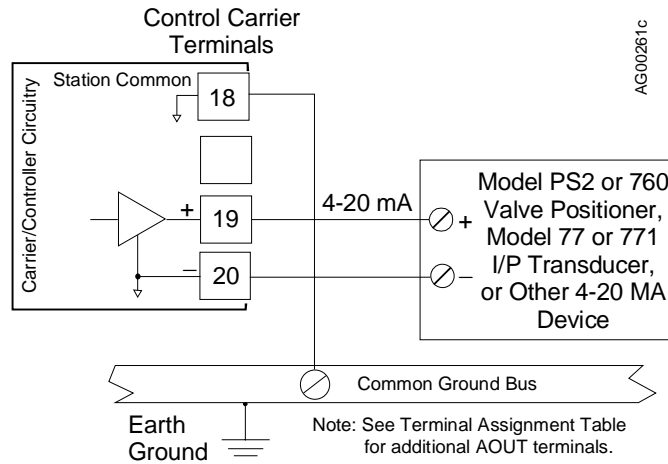 Control Carrier
Terminals
AG00261c
Carrier/Controller Circuitry
Station Common
18
+
19
4-20 mA
−
20
+
−
Model PS2 or 760
Valve Positioner,
Model 77 or 771
I/P Transducer,
or Other 4-20 MA
Device
Common Ground Bus
Earth
Ground
Note: See Terminal Assignment Table
for additional AOUT terminals.